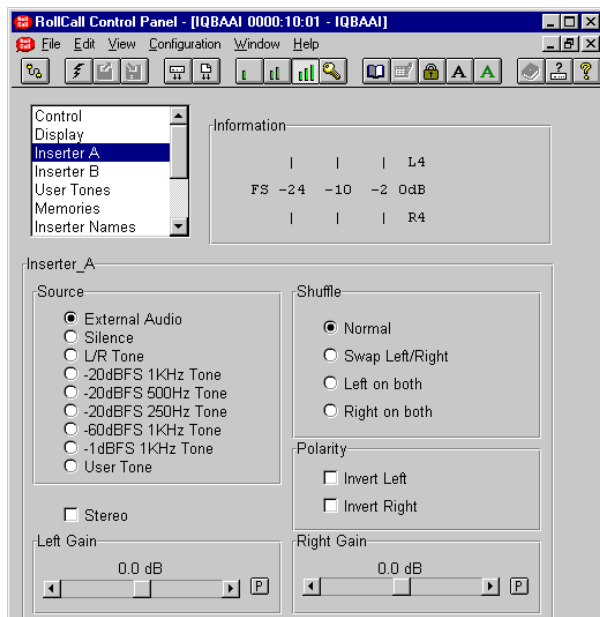 RollCall Control Panel - [IQBAAI 0000:10:01 - IQBAAI]
File Edit View Configuration Window Help
A A
Control
Display
Inserter A
Inserter B
User Tones
Memories
Inserter Names
Information
| | | L4
FS -24 -10 -2 0dB
| | | R4
Inserter_A
Source
External Audio
Silence
L/R Tone
-20dBFS 1KHz Tone
-20dBFS 500Hz Tone
-20dBFS 250Hz Tone
-60dBFS 1KHz Tone
-1dBFS 1KHz Tone
User Tone
Stereo
Shuffle
Normal
Swap Left/Right
Left on both
Right on both
Polarity
Invert Left
Invert Right
Left Gain
0.0 dB
P
Right Gain
0.0 dB
P